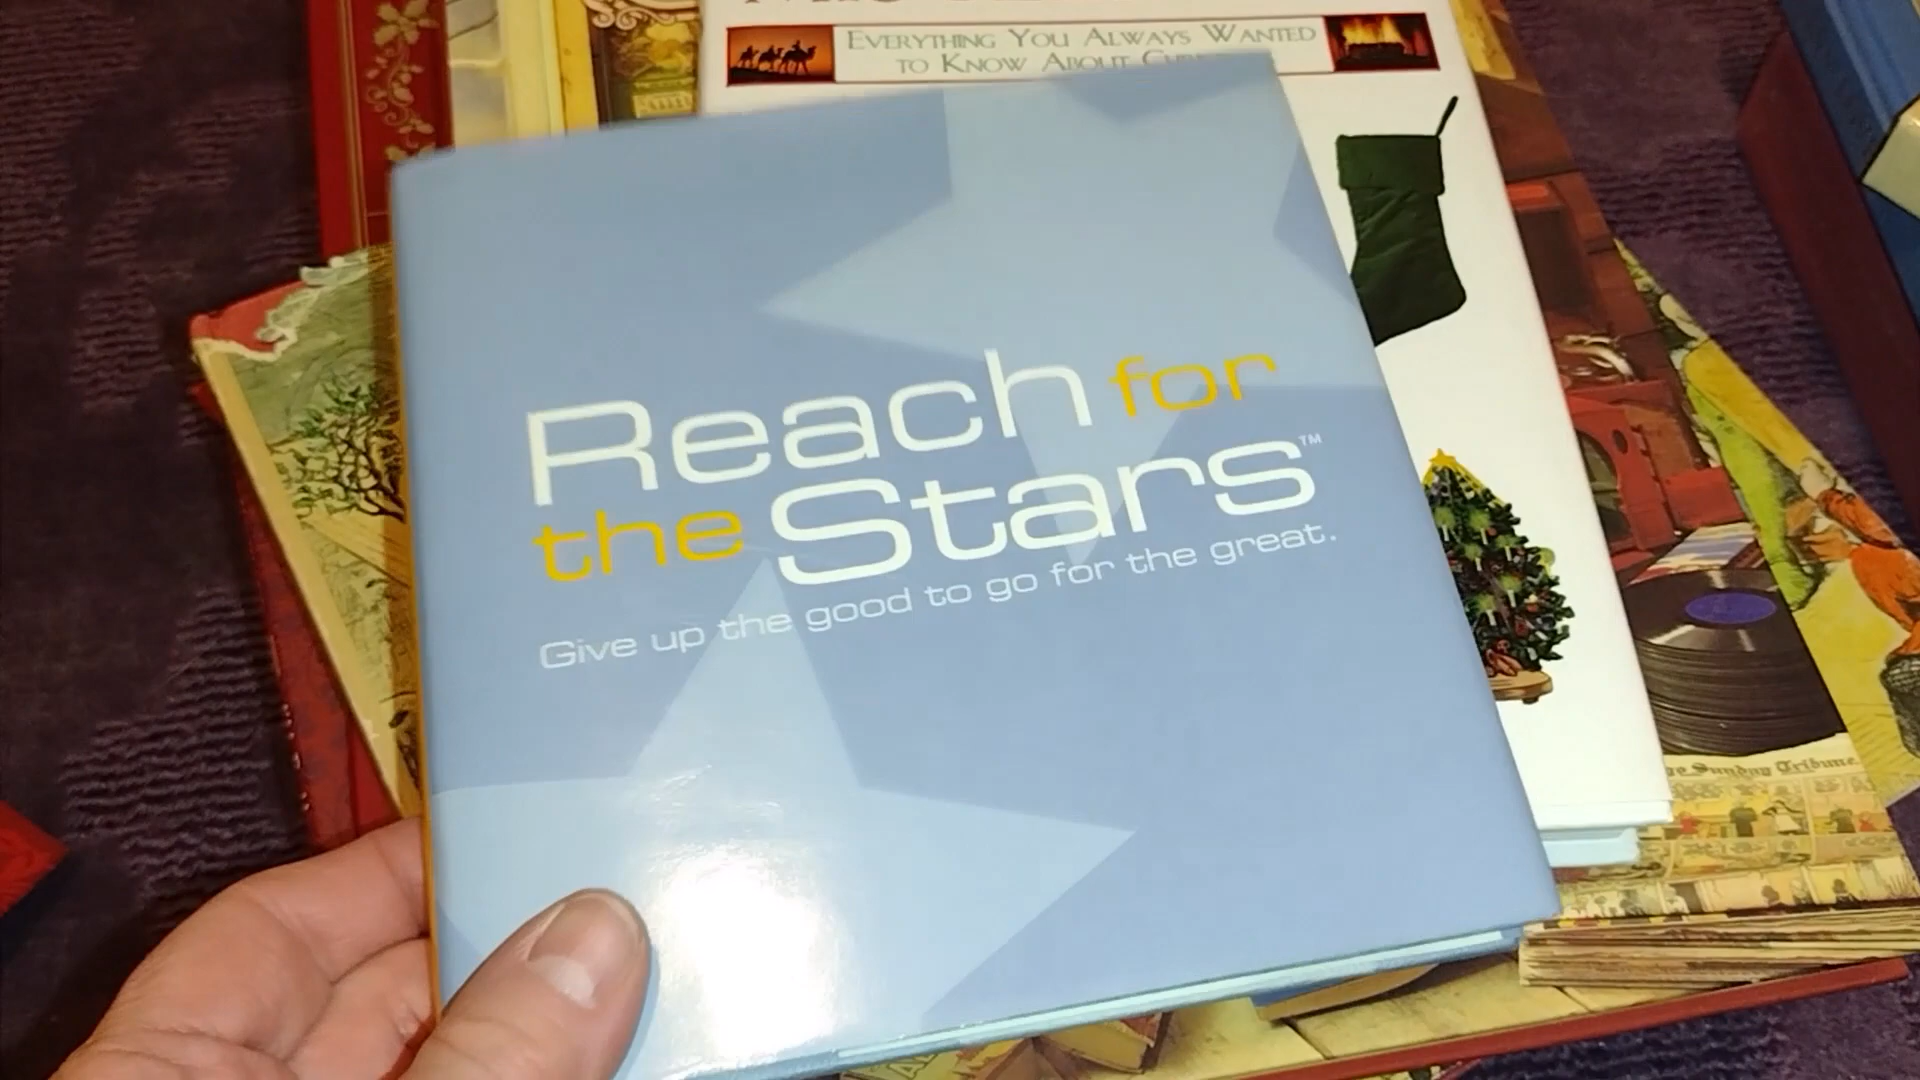 Everything You Always Wanted
to Know About
Reach for
the Stars™
Give up the good to go for the great.
Sunday Tribune